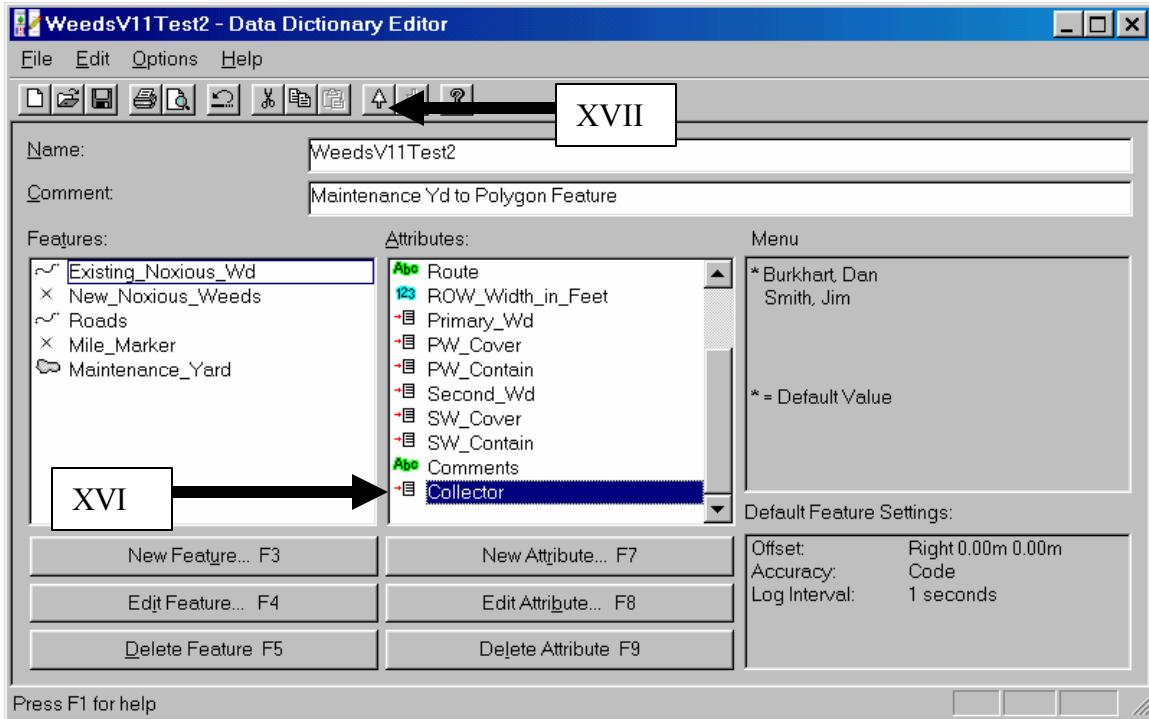 WeedsV11Test2 - Data Dictionary Editor
File Edit Options Help
XVII
Name: WeedsV11Test2
Comment: Maintenance Yd to Polygon Feature
Features:
Existing_Noxious_Wd
New_Noxious_Weeds
Roads
Mile_Marker
Maintenance_Yard
XVI
New Feature... F3
Edit Feature... F4
Delete Feature F5
Attributes:
Abc Route
123 ROW_Width_in_Feet
Primary_Wd
PW_Cover
PW_Contain
Second_Wd
SW_Cover
SW_Contain
Abc Comments
Collector
New Attribute... F7
Edit Attribute... F8
Delete Attribute F9
Menu
* Burkhart, Dan
Smith, Jim
* = Default Value
Default Feature Settings:
Offset: Right 0.00m 0.00m
Accuracy: Code
Log Interval: 1 seconds
Press F1 for help